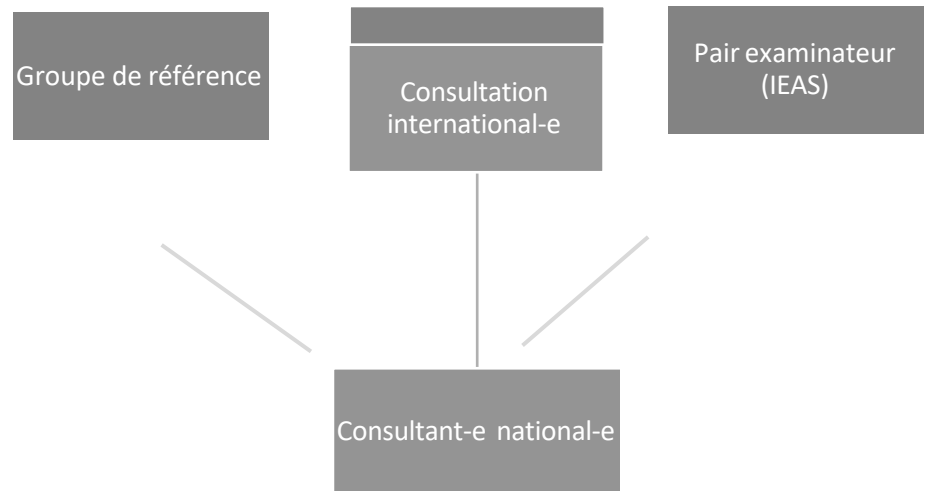 Groupe de référence
Consultation
international-e
Pair examinateur
(IEAS)
Consultant-e national-e